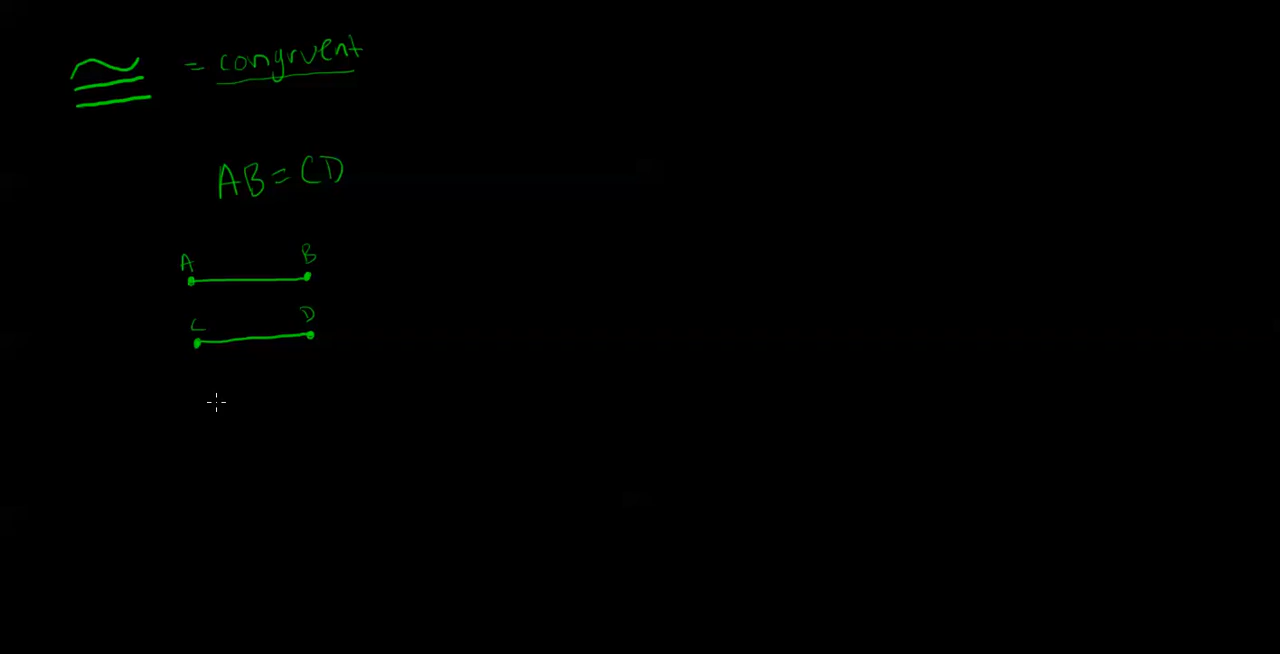 ≅ = congruent
AB = CD
A B
C D